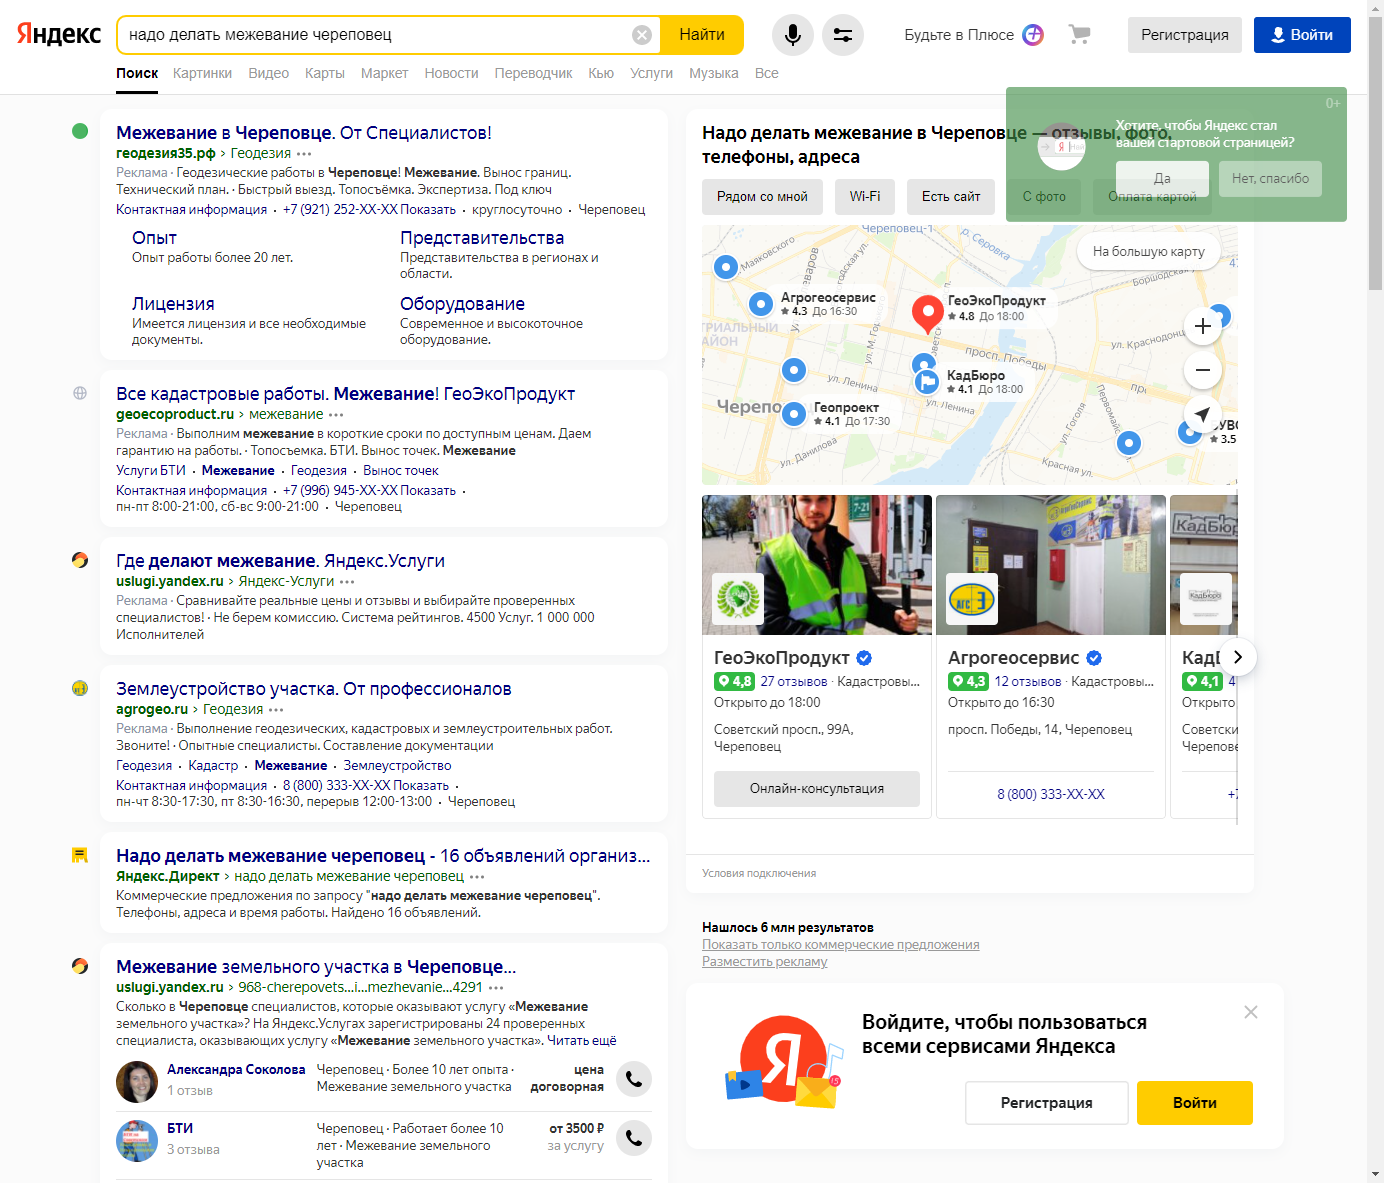 Яндекс
надо делать межевание череповец
Найти
Будьте в Плюсе
Регистрация
Войти
Поиск Картинки Видео Карты Маркет Новости Переводчик Кью Услуги Музыка Все
Межевание в Череповце. От Специалистов!
геодезия35.рф › Геодезия
Реклама · Геодезические работы в Череповце! Межевание. Вынос границ.
Технический план. · Быстрый выезд. Топосъёмка. Экспертиза. Под ключ
Контактная информация · +7 (921) 252-XX-XX Показать · круглосуточно · Череповец
Опыт
Опыт работы более 20 лет.
Представительства
Представительства в регионах и
области.
Лицензия
Имеется лицензия и все необходимые
документы.
Оборудование
Современное и высокоточное
оборудование.
Все кадастровые работы. Межевание! ГеоЭкоПродукт
geoecoproduct.ru › межевание
Реклама · Выполним межевание в короткие сроки по доступным ценам. Даем
гарантию на работы. · Топосъемка. БТИ. Вынос точек. Межевание
Услуги БТИ · Межевание · Геодезия · Вынос точек
Контактная информация · +7 (996) 945-XX-XX Показать ·
пн-пт 8:00-21:00, сб-вс 9:00-21:00 · Череповец
Где делают межевание. Яндекс.Услуги
uslugi.yandex.ru › Яндекс-Услуги
Реклама · Сравнивайте реальные цены и отзывы и выбирайте проверенных
специалистов! · Не берем комиссию. Система рейтингов. 4500 Услуг. 1 000 000
Исполнителей
Землеустройство участка. От профессионалов
agrogeo.ru › Геодезия
Реклама · Выполнение геодезических, кадастровых и землеустроительных работ.
Звоните! · Опытные специалисты. Составление документации
Геодезия · Кадастр · Межевание · Землеустройство
Контактная информация · 8 (800) 333-XX-XX Показать ·
пн-чт 8:30-17:30, пт 8:30-16:30, перерыв 12:00-13:00 · Череповец
Надо делать межевание череповец - 16 объявлений организ...
Яндекс.Директ › надо делать межевание череповец
Коммерческие предложения по запросу "надо делать межевание череповец".
Телефоны, адреса и время работы. Найдено 16 объявлений.
Межевание земельного участка в Череповце...
uslugi.yandex.ru › 968-cherepovets...i...mezhevanie...4291
Сколько в Череповце специалистов, которые оказывают услугу «Межевание
земельного участка»? На Яндекс.Услугах зарегистрированы 24 проверенных
специалиста, оказывающих услугу «Межевание земельного участка». Читать ещё
Александра Соколова
1 отзыв
Череповец · Более 10 лет опыта ·
Межевание земельного участка
цена
договорная
БТИ
3 отзыва
Череповец · Работает более 10
лет · Межевание земельного
участка
от 3500 ₽
за услугу
Надо делать межевание в Череповце — отзывы, фото,
телефоны, адреса
Рядом со мной
Wi-Fi
Есть сайт
С фото
Оплата картой
0+
Хотите, чтобы Яндекс стал
вашей стартовой страницей?
Да
Нет, спасибо
Череповец-1
р. Серовка
На большую карту
Агрогеосервис
4.3 До 16:30
ГеоЭкоПродукт
4.8 До 18:00
просп. Победы
ул. Краснодонц
ул. М. Гор
КадБюро
4.1 До 18:00
ул. Ленина
ул. Ленина
Геопроект
4.1 До 17:30
Черепо
ул. Гоголя
Первомайс
3.5
ул. Данилова
Красная ул.
7-21
КадБюро
АГС
КадБюро
ГеоЭкоПродукт
4,8 27 отзывов · Кадастровы...
Открыто до 18:00
Советский просп., 99А,
Череповец
Онлайн-консультация
Агрогеосервис
4,3 12 отзывов · Кадастровы...
Открыто до 16:30
просп. Победы, 14, Череповец
8 (800) 333-XX-XX
4,1 4
Открыто
Советски
Черепове
+7
Условия подключения
Нашлось 6 млн результатов
Показать только коммерческие предложения
Разместить рекламу
Войдите, чтобы пользоваться
всеми сервисами Яндекса
Регистрация
Войти